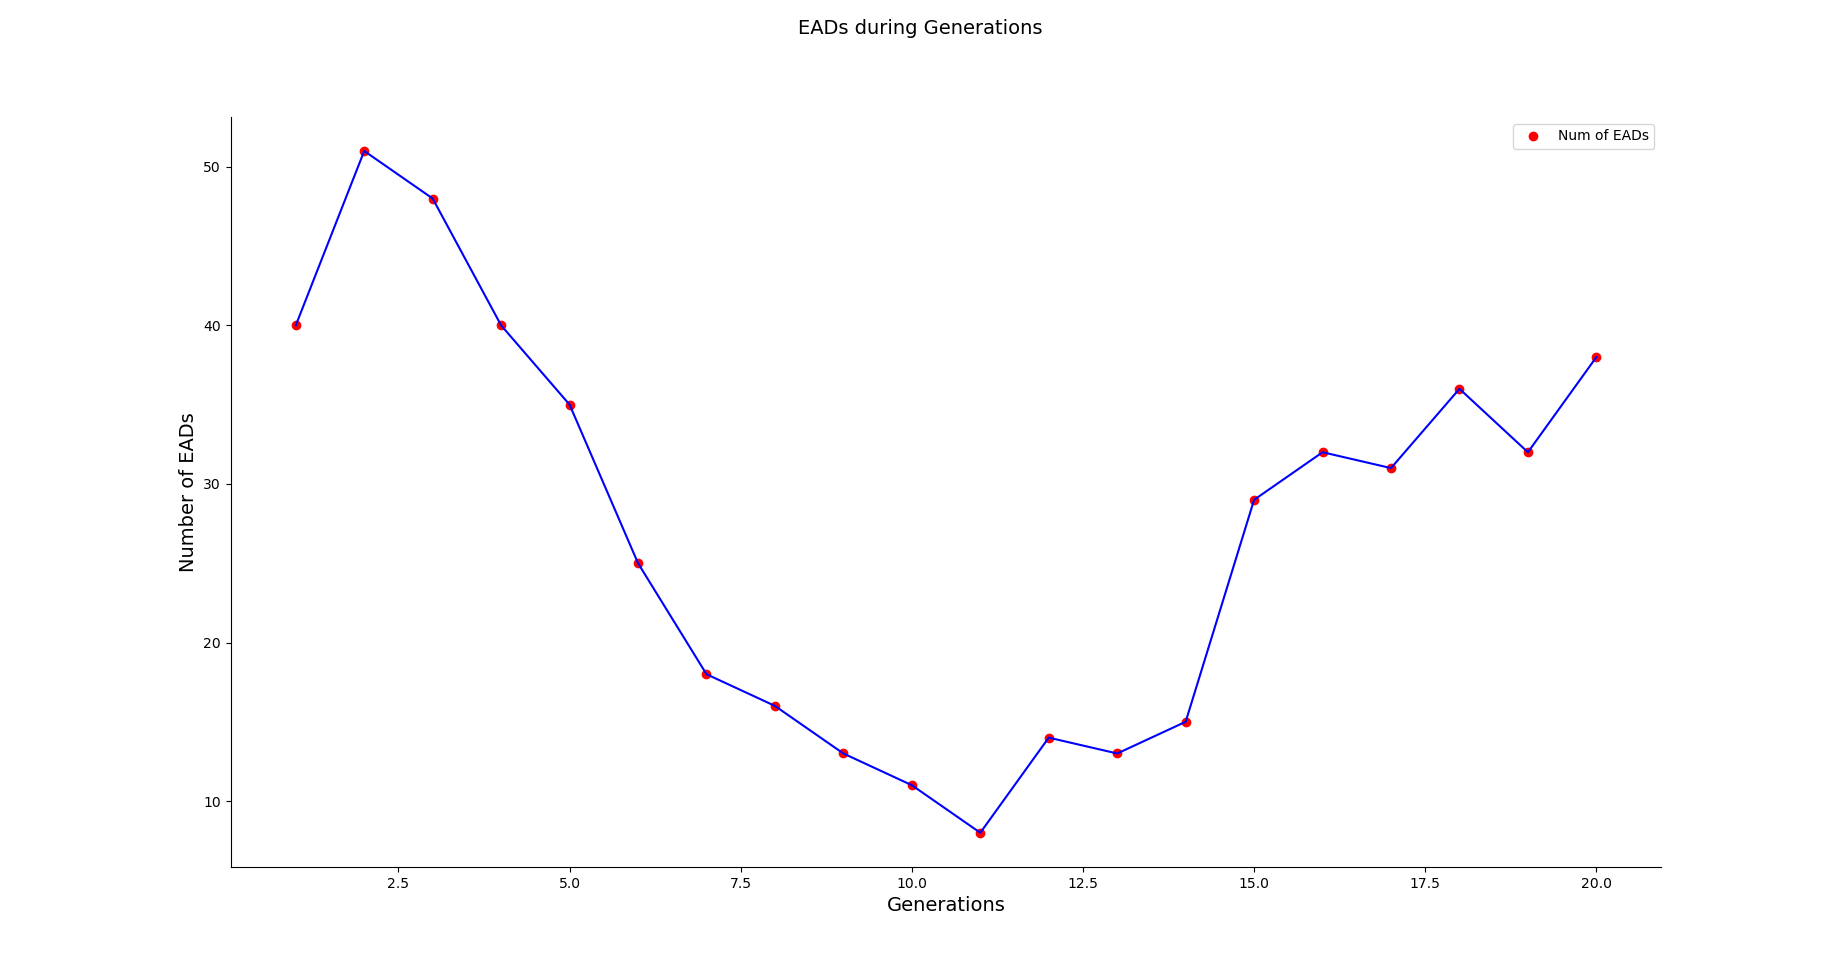 EADs during Generations
Num of EADs
Number of EADs
50
40
30
20
10
2.5 5.0 7.5 10.0 12.5 15.0 17.5 20.0
Generations